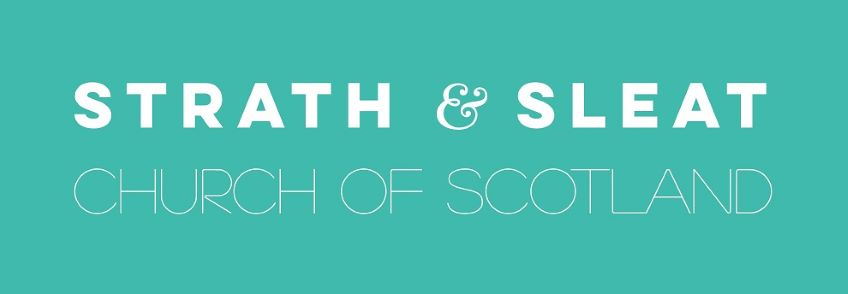 STRATH & SLEAT
CHURCH OF SCOTLAND